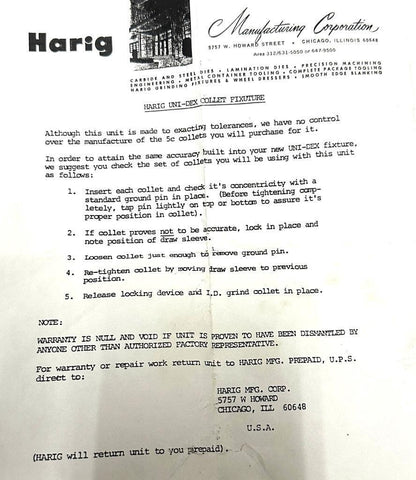 Harig
Manufacturing Corporation
5757 W. HOWARD STREET • CHICAGO, ILLINOIS 60648
Area 312/631-5050 or 647-9500
CARBIDE AND STEEL DIES • LAMINATION DIES • PRECISION MACHINING
ENGINEERING • METAL CONTAINER TOOLING • COMPLETE PACKAGE TOOLING
HARIG GRINDING FIXTURES & WHEEL DRESSERS • SMOOTH EDGE BLANKING
HARIG UNI-DEX COLLET FIXUTURE
Although this unit is made to exacting tolerances, we have no control
over the manufacture of the 5c collets you will purchase for it.
In order to attain the same accuracy built into your new UNI-DEX fixture,
we suggest you check the set of collets you will be using with this unit
as follows:
1. Insert each collet and check it's concentricity with a
standard ground pin in place. (Before tightening comp-
letely, tap pin lightly on top or bottom to assure it's
proper position in collet).
2. If collet proves not to be accurate, lock in place and
note position of draw sleeve.
3. Loosen collet just enough to remove ground pin.
4. Re-tighten collet by moving draw sleeve to previous
position.
5. Release locking device and I.D. grind collet in place.
NOTE:
WARRANTY IS NULL AND VOID IF UNIT IS PROVEN TO HAVE BEEN DISMANTLED BY
ANYONE OTHER THAN AUTHORIZED FACTORY REPRESENTATIVE.
For warranty or repair work return unit to HARIG MFG. PREPAID, U.P.S.
direct to:
HARIG MFG. CORP.
5757 W HOWARD
CHICAGO, ILL 60648
U.S.A.
(HARIG will return unit to you prepaid).